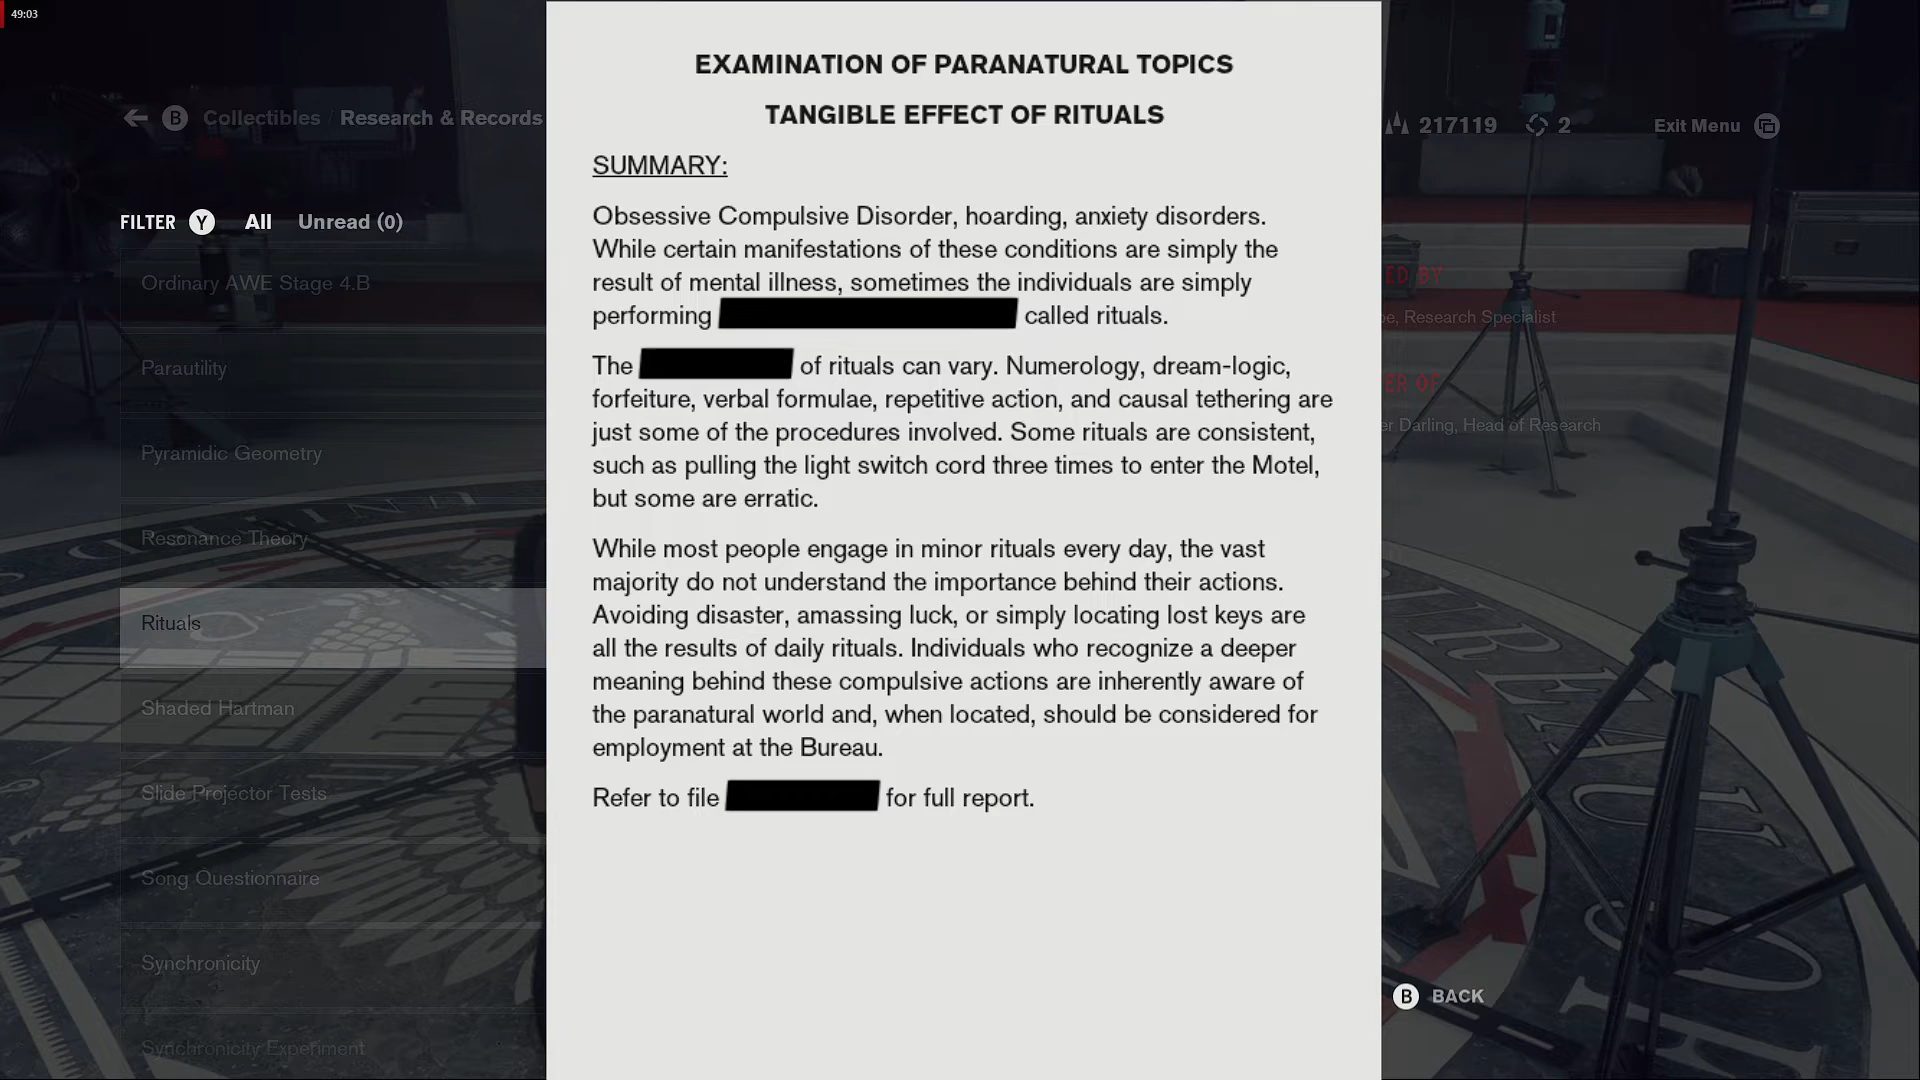 49:03
EXAMINATION OF PARANATURAL TOPICS
TANGIBLE EFFECT OF RITUALS
B Collectibles / Research & Records
217119 2 Exit Menu
FILTER Y All Unread (0)
Ordinary AWE Stage 4.B
Parautility
Pyramidic Geometry
Resonance Theory
Rituals
Shaded Hartman
Slide Projector Tests
Song Questionnaire
Synchronicity
Synchronicity Experiment
SUMMARY:
Obsessive Compulsive Disorder, hoarding, anxiety disorders.
While certain manifestations of these conditions are simply the
result of mental illness, sometimes the individuals are simply
performing called rituals.
The of rituals can vary. Numerology, dream-logic,
forfeiture, verbal formulae, repetitive action, and causal tethering are
just some of the procedures involved. Some rituals are consistent,
such as pulling the light switch cord three times to enter the Motel,
but some are erratic.
While most people engage in minor rituals every day, the vast
majority do not understand the importance behind their actions.
Avoiding disaster, amassing luck, or simply locating lost keys are
all the results of daily rituals. Individuals who recognize a deeper
meaning behind these compulsive actions are inherently aware of
the paranatural world and, when located, should be considered for
employment at the Bureau.
Refer to file for full report.
ED BY
pe, Research Specialist
ER OF
er Darling, Head of Research
B BACK